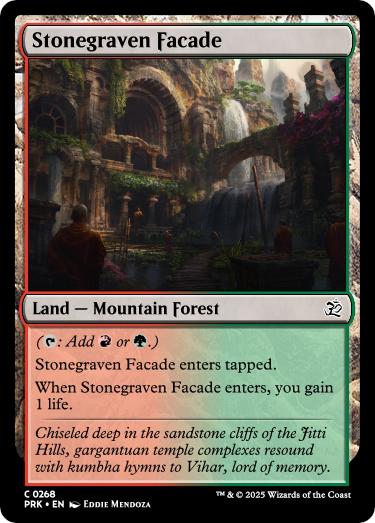 Stonegraven Facade
Land — Mountain Forest
(T: Add R or G.)
Stonegraven Facade enters tapped.
When Stonegraven Facade enters, you gain
1 life.
Chiseled deep in the sandstone cliffs of the Jitti
Hills, gargantuan temple complexes resound
with kumbha hymns to Vihar, lord of memory.
C 0268
PRK • EN Eddie Mendoza
™ & © 2025 Wizards of the Coast